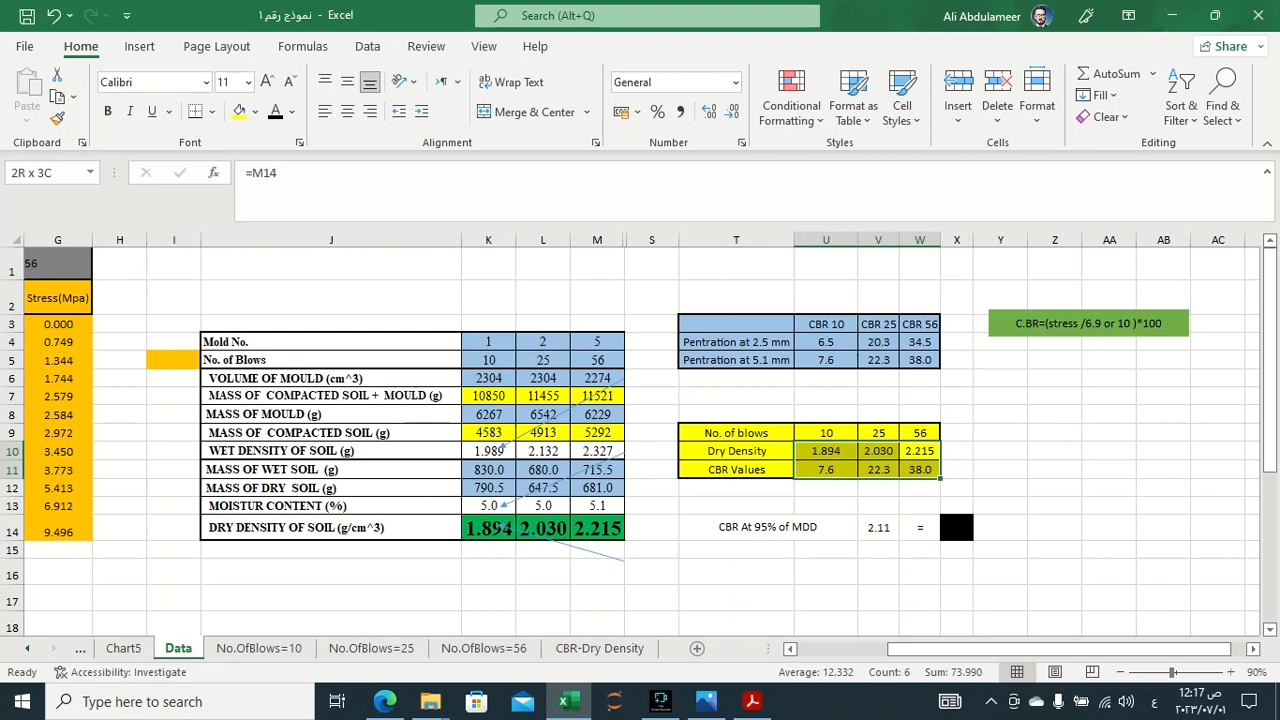 نموذج رقم١ - Excel
Search (Alt+Q)
Ali Abdulameer
File Home Insert Page Layout Formulas Data Review View Help
Share
Paste
Calibri 11
B I U
Wrap Text
Merge & Center
General
Conditional Formatting
Format as Table
Cell Styles
Insert
Delete
Format
AutoSum
Fill
Clear
Sort & Filter
Find & Select
Clipboard Font Alignment Number Styles Cells Editing
2R x 3C fx =M14
G H I J K L M S T U V W X Y Z AA AB AC
1 56
2 Stress(Mpa)
3 0.000 CBR 10 CBR 25 CBR 56 C.BR=(stress /6.9 or 10 )*100
4 0.749 Mold No. 1 2 5 Pentration at 2.5 mm 6.5 20.3 34.5
5 1.344 No. of Blows 10 25 56 Pentration at 5.1 mm 7.6 22.3 38.0
6 1.744 VOLUME OF MOULD (cm^3) 2304 2304 2274
7 2.579 MASS OF COMPACTED SOIL + MOULD (g) 10850 11455 11521
8 2.584 MASS OF MOULD (g) 6267 6542 6229
9 2.972 MASS OF COMPACTED SOIL (g) 4583 4913 5292 No. of blows 10 25 56
10 3.450 WET DENSITY OF SOIL (g) 1.989 2.132 2.327 Dry Density 1.894 2.030 2.215
11 3.773 MASS OF WET SOIL (g) 830.0 680.0 715.5 CBR Values 7.6 22.3 38.0
12 5.413 MASS OF DRY SOIL (g) 790.5 647.5 681.0
13 6.912 MOISTUR CONTENT (%) 5.0 5.0 5.1
14 9.496 DRY DENSITY OF SOIL (g/cm^3) 1.894 2.030 2.215 CBR At 95% of MDD 2.11 =
15
16
17
18
... Chart5 Data No.OfBlows=10 No.OfBlows=25 No.OfBlows=56 CBR-Dry Density
Ready Accessibility: Investigate Average: 12.332 Count: 6 Sum: 73.990 90%
Type here to search
ع
12:17 ص
٢٠٢٣/٠٧/٠١